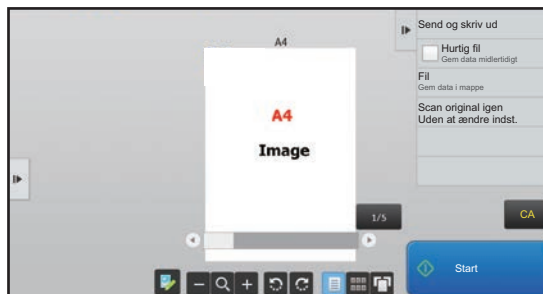 A4
A4
Image
1/5
Send og skriv ud
Hurtig fil
Gem data midlertidigt
Fil
Gem data i mappe
Scan original igen
Uden at ændre indst.
CA
Start